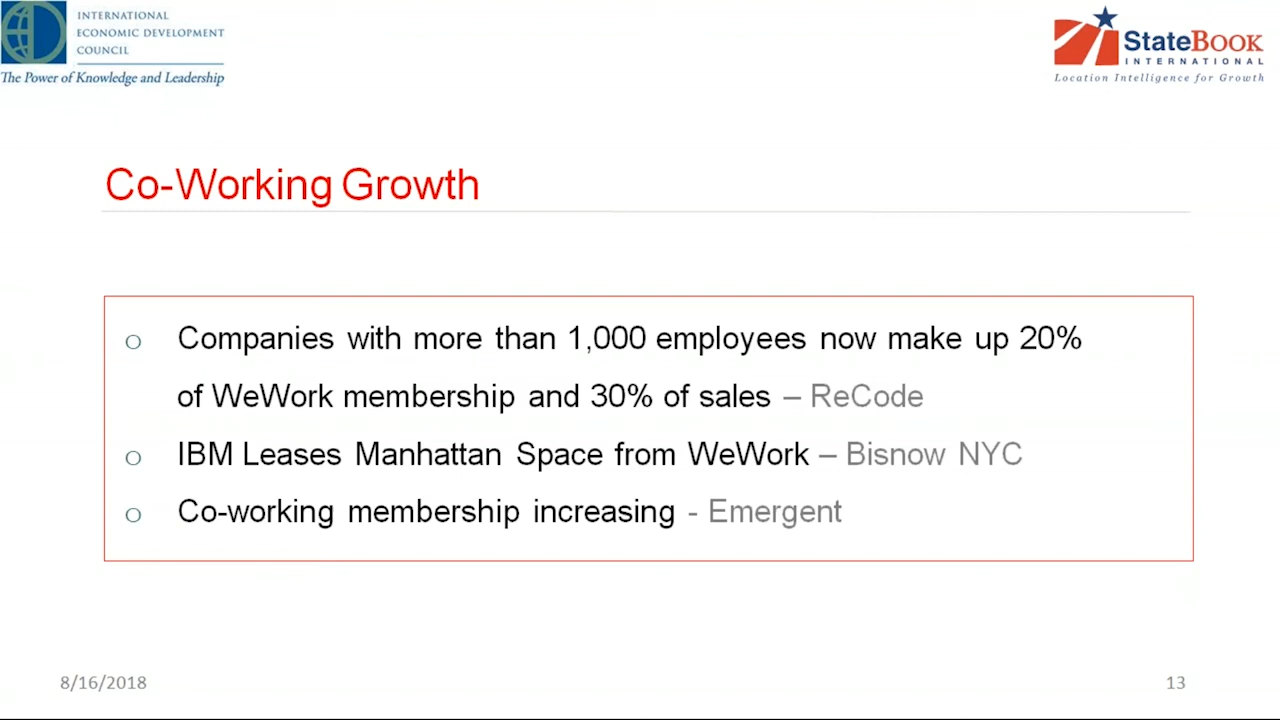 INTERNATIONAL
ECONOMIC DEVELOPMENT
COUNCIL
The Power of Knowledge and Leadership
StateBook
INTERNATIONAL
Location Intelligence for Growth
Co-Working Growth
o Companies with more than 1,000 employees now make up 20%
of WeWork membership and 30% of sales – ReCode
o IBM Leases Manhattan Space from WeWork – Bisnow NYC
o Co-working membership increasing - Emergent
8/16/2018
13